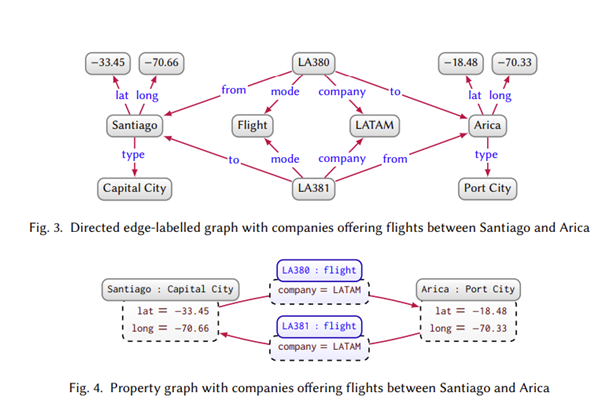 −33.45 −70.66 LA380 −18.48 −70.33
from mode company to
lat long lat long
Santiago Flight LATAM Arica
type to mode company from type
Capital City LA381 Port City
Fig. 3. Directed edge-labelled graph with companies offering flights between Santiago and Arica
LA380 : flight
Santiago : Capital City company = LATAM Arica : Port City
lat = −33.45 lat = −18.48
long = −70.66 LA381 : flight long = −70.33
company = LATAM
Fig. 4. Property graph with companies offering flights between Santiago and Arica